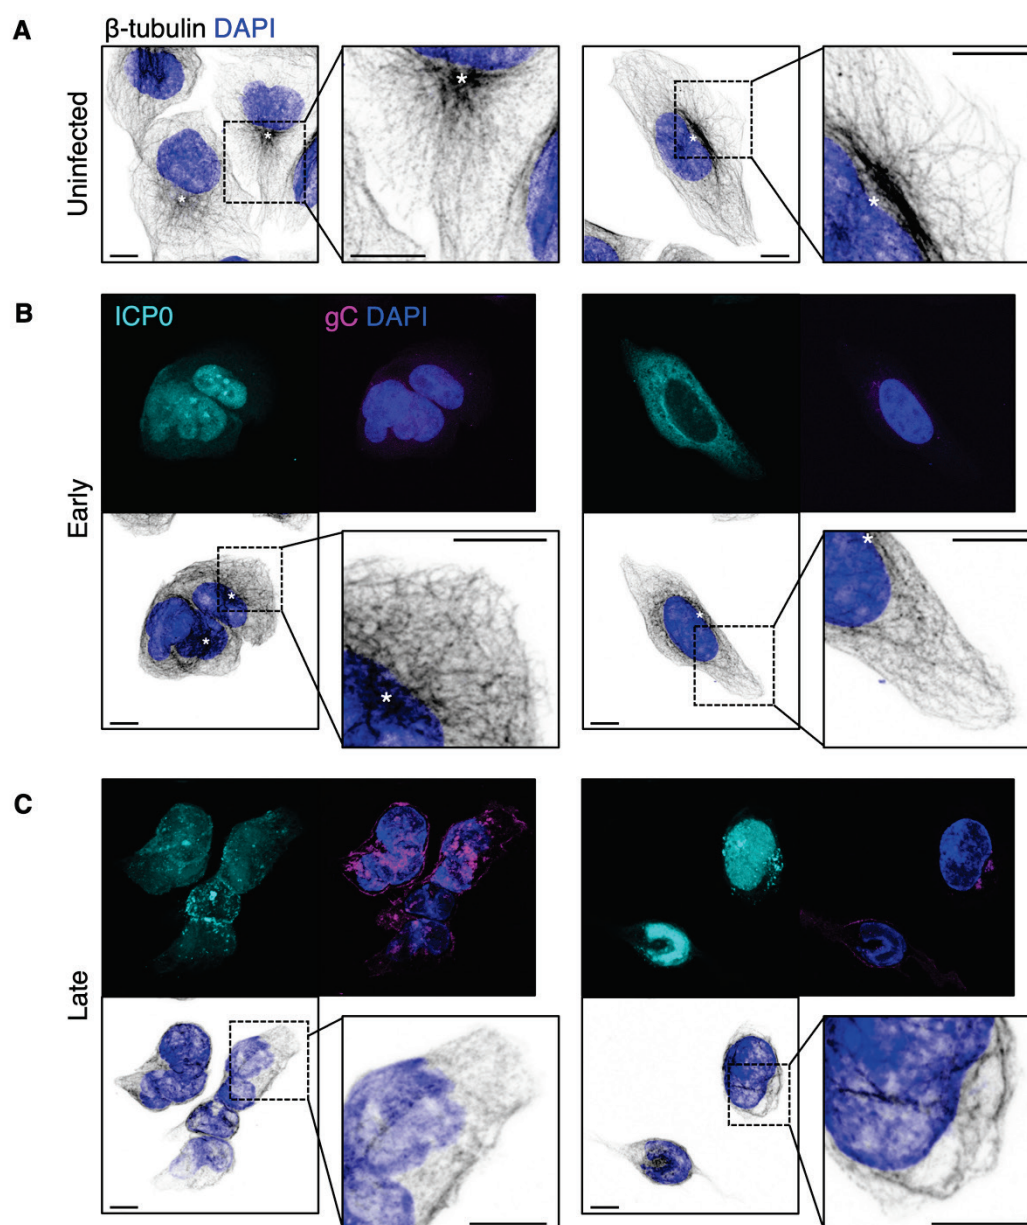 A
β-tubulin DAPI
Uninfected
B
ICP0
gC DAPI
Early
C
Late